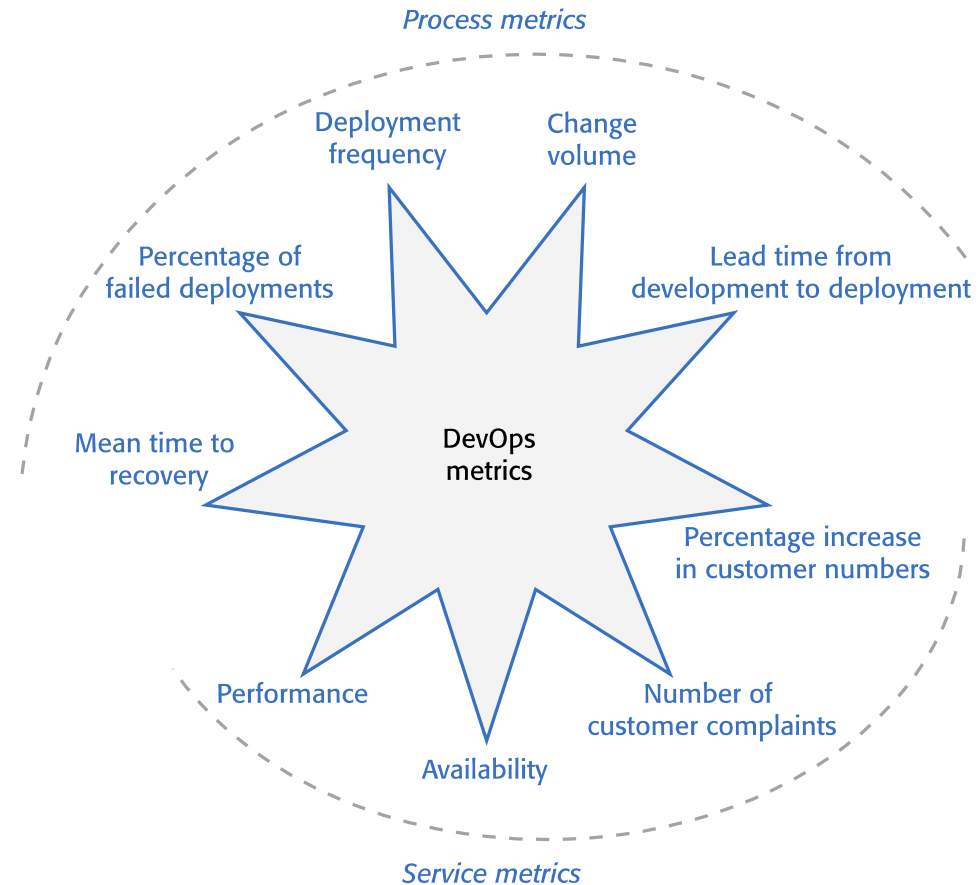 Process metrics
Deployment
frequency
Change
volume
Percentage of
failed deployments
Lead time from
development to deployment
Mean time to
recovery
DevOps
metrics
Percentage increase
in customer numbers
Performance
Number of
customer complaints
Availability
Service metrics